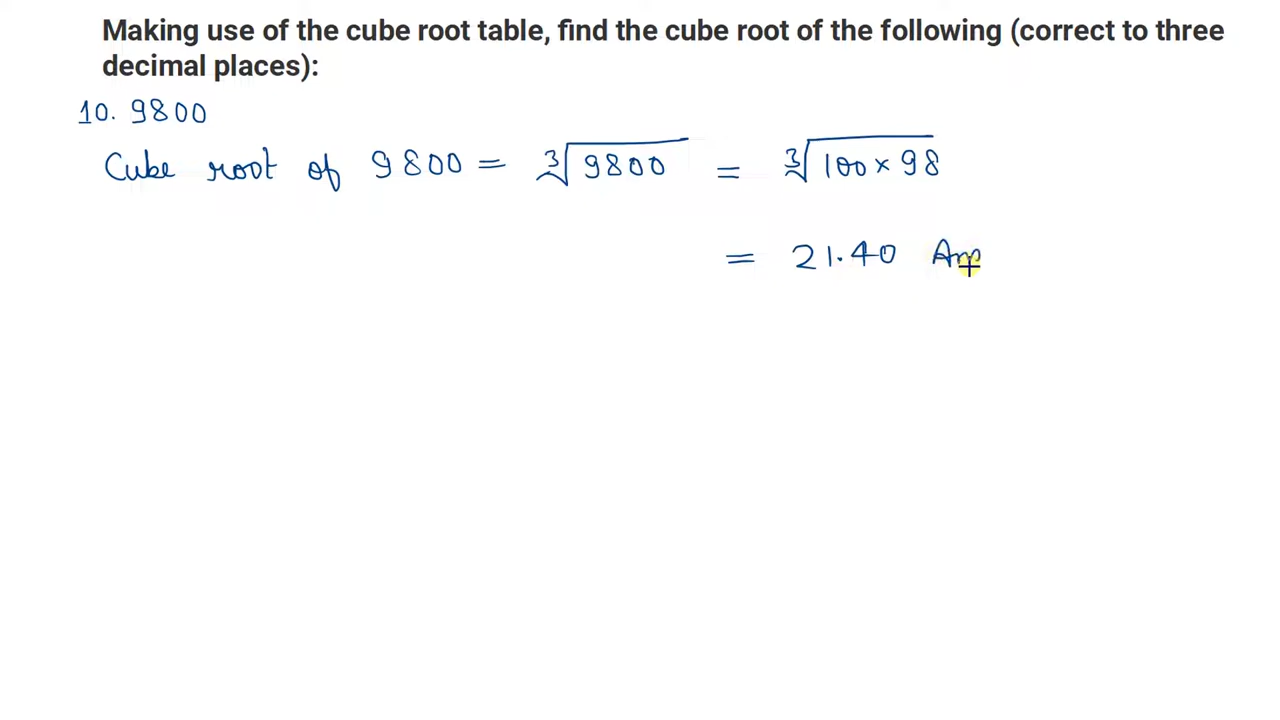 Making use of the cube root table, find the cube root of the following (correct to three
decimal places):
10. 9800
Cube root of 9800 = ∛9800 = ∛100×98
= 21.40 Ans